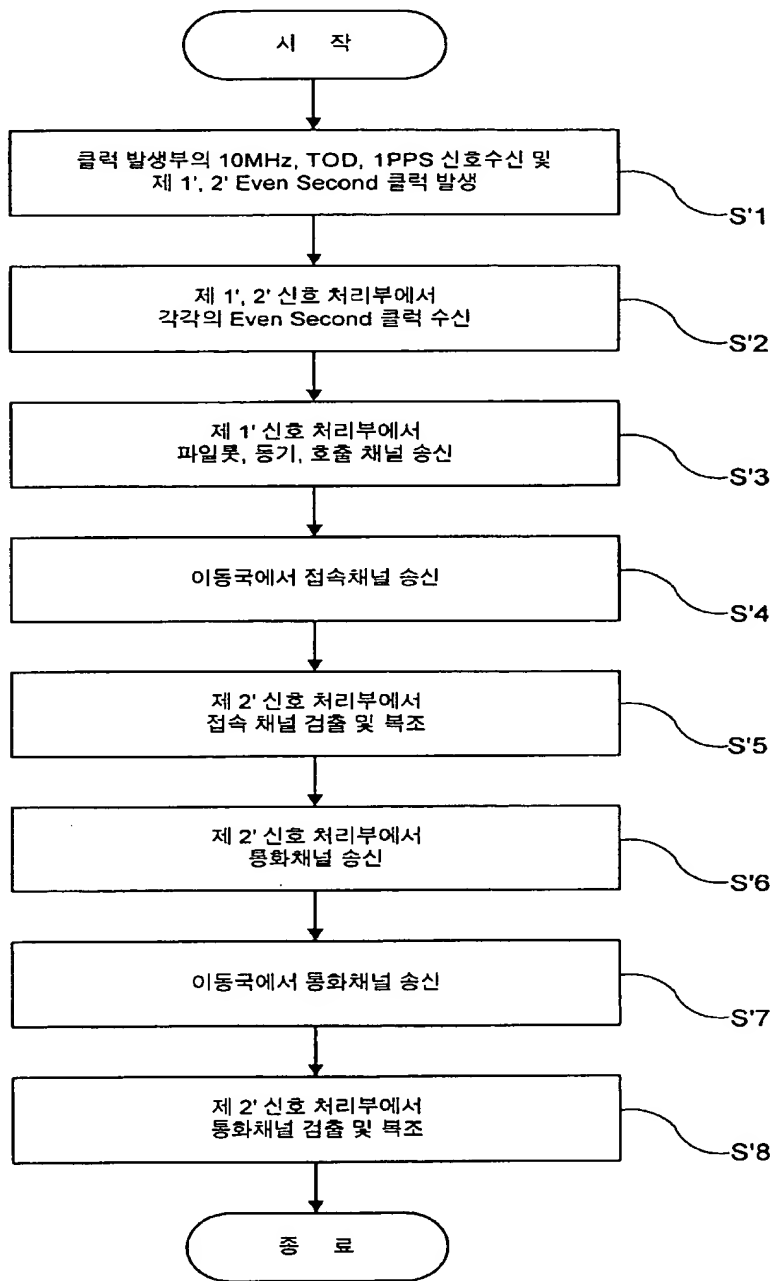 시 작
클럭 발생부의 10MHz, TOD, 1PPS 신호수신 및
제 1', 2' Even Second 클럭 발생
S'1
제 1', 2' 신호 처리부에서
각각의 Even Second 클럭 수신
S'2
제 1' 신호 처리부에서
파일롯, 동기, 호출 채널 송신
S'3
이동국에서 접속채널 송신
S'4
제 2' 신호 처리부에서
접속 채널 검출 및 복조
S'5
제 2' 신호 처리부에서
통화채널 송신
S'6
이동국에서 통화채널 송신
S'7
제 2' 신호 처리부에서
통화채널 검출 및 복조
S'8
종 료